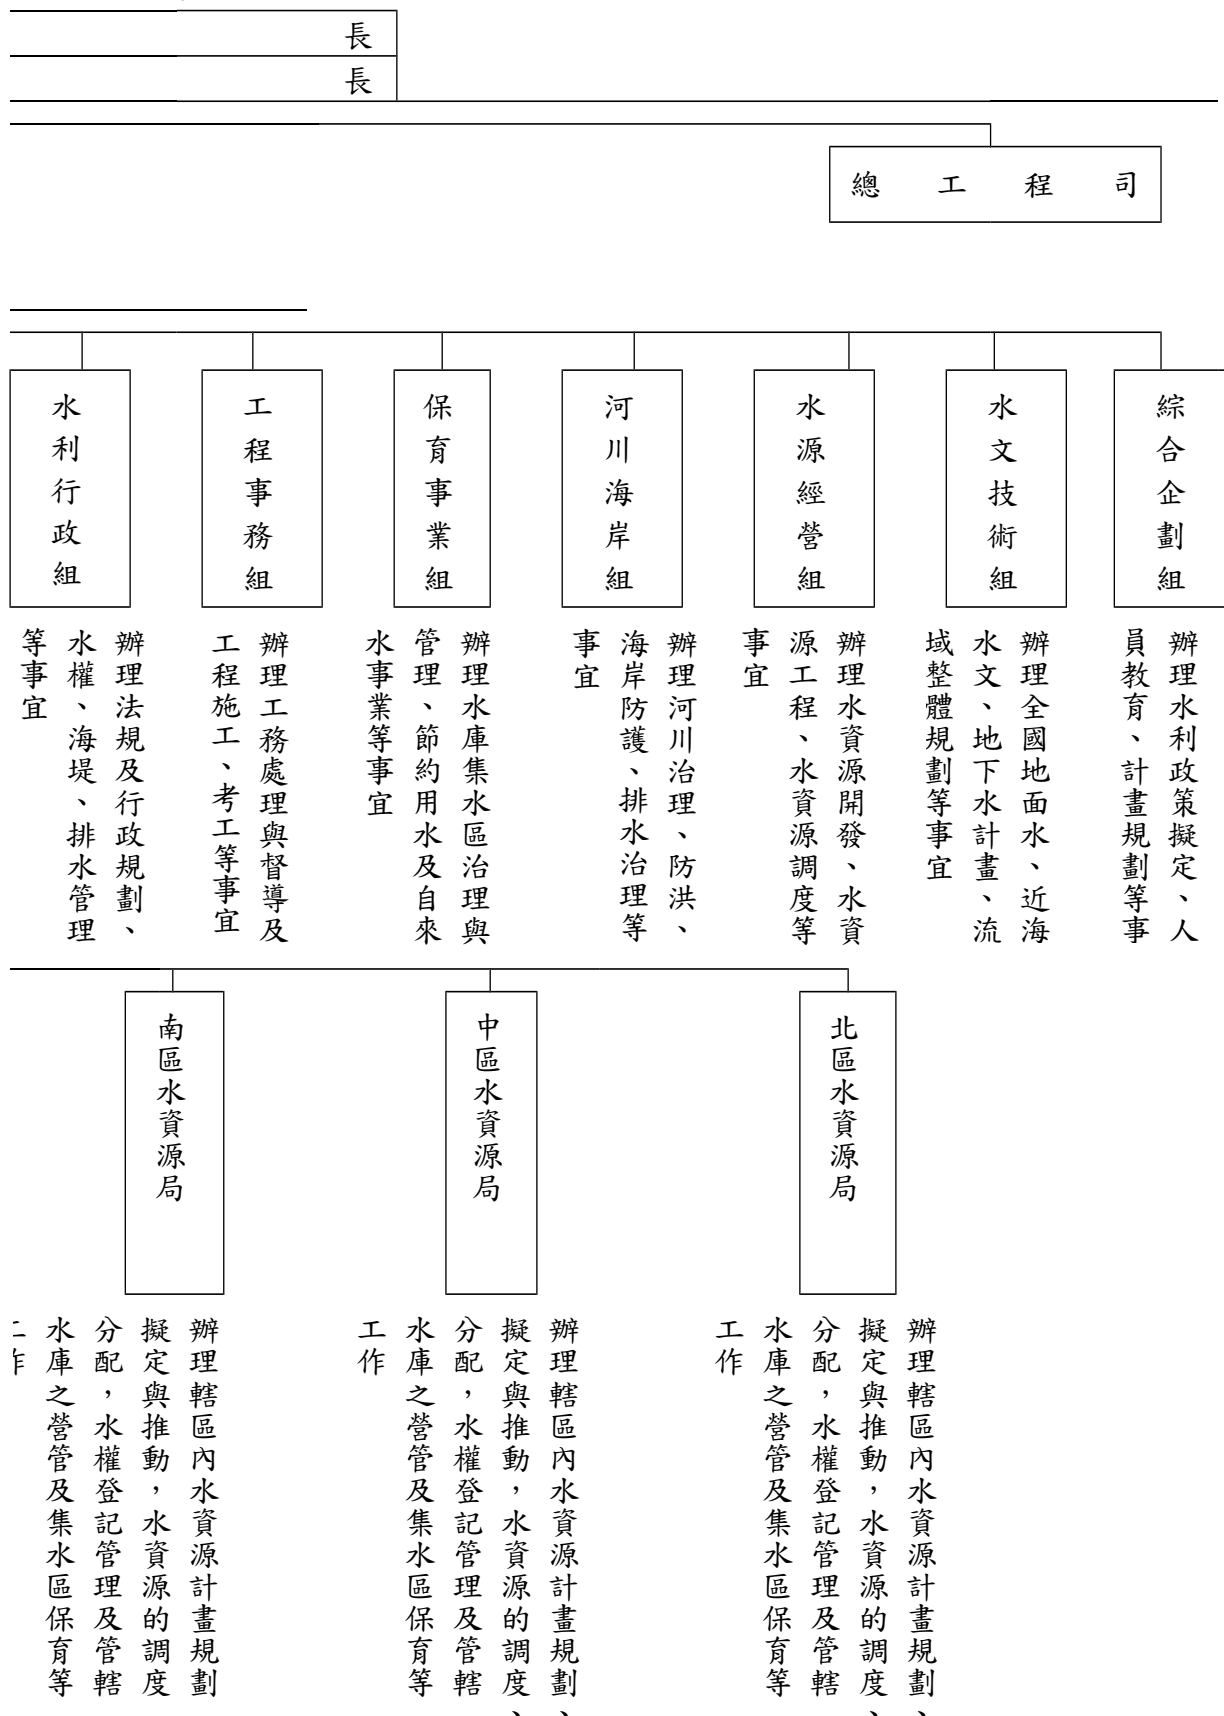 長
長
總工程司
綜合企劃組
辦理水利政策擬定、人
員教育、計畫規劃等事
水文技術組
辦理全國地面水、近海
水文、地下水計畫、流
域整體規劃等事宜
水源經營組
辦理水資源開發、水資
源工程、水資源調度等
事宜
河川海岸組
辦理河川治理、防洪、
海岸防護、排水治理等
事宜
保育事業組
辦理水庫集水區治理與
管理、節約用水及自來
水事業等事宜
工程事務組
辦理工務處理與督導及
工程施工、考工等事宜
水利行政組
辦理法規及行政規劃、
水權、海堤、排水管理
等事宜
北區水資源局
辦理轄區內水資源計畫規劃、
擬定與推動，水資源的調度、
分配，水權登記管理及管轄
水庫之營管及集水區保育等
工作
中區水資源局
辦理轄區內水資源計畫規劃、
擬定與推動，水資源的調度、
分配，水權登記管理及管轄
水庫之營管及集水區保育等
工作
南區水資源局
辦理轄區內水資源計畫規劃
擬定與推動，水資源的調度
分配，水權登記管理及管轄
水庫之營管及集水區保育等
工作